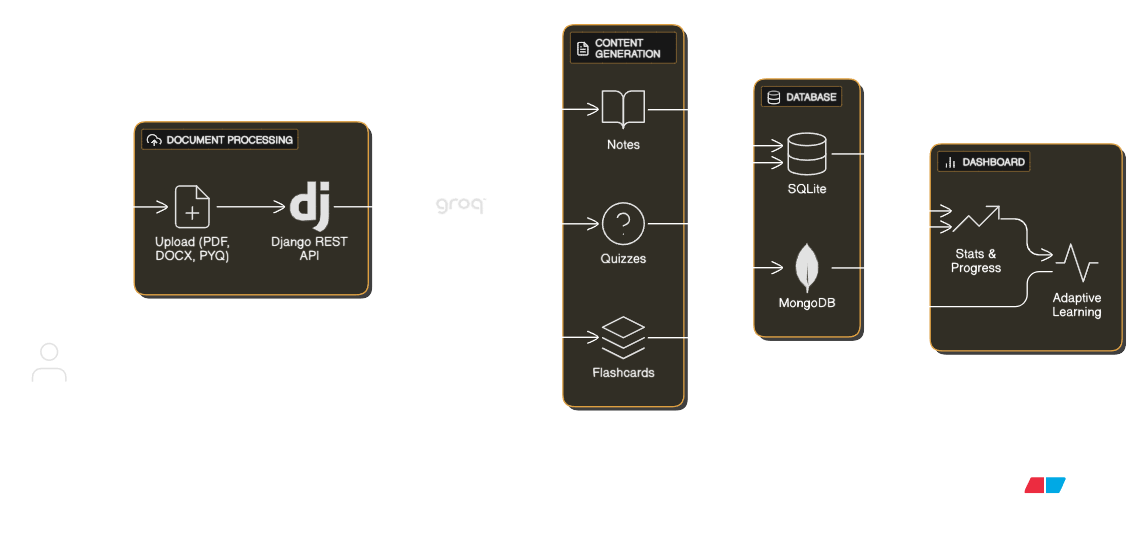 CONTENT
GENERATION
Notes
Quizzes
Flashcards
DATABASE
SQLite
MongoDB
DOCUMENT PROCESSING
dj
Upload (PDF,
DOCX, PYQ)
Django REST
API
groq
DASHBOARD
Stats &
Progress
Adaptive
Learning